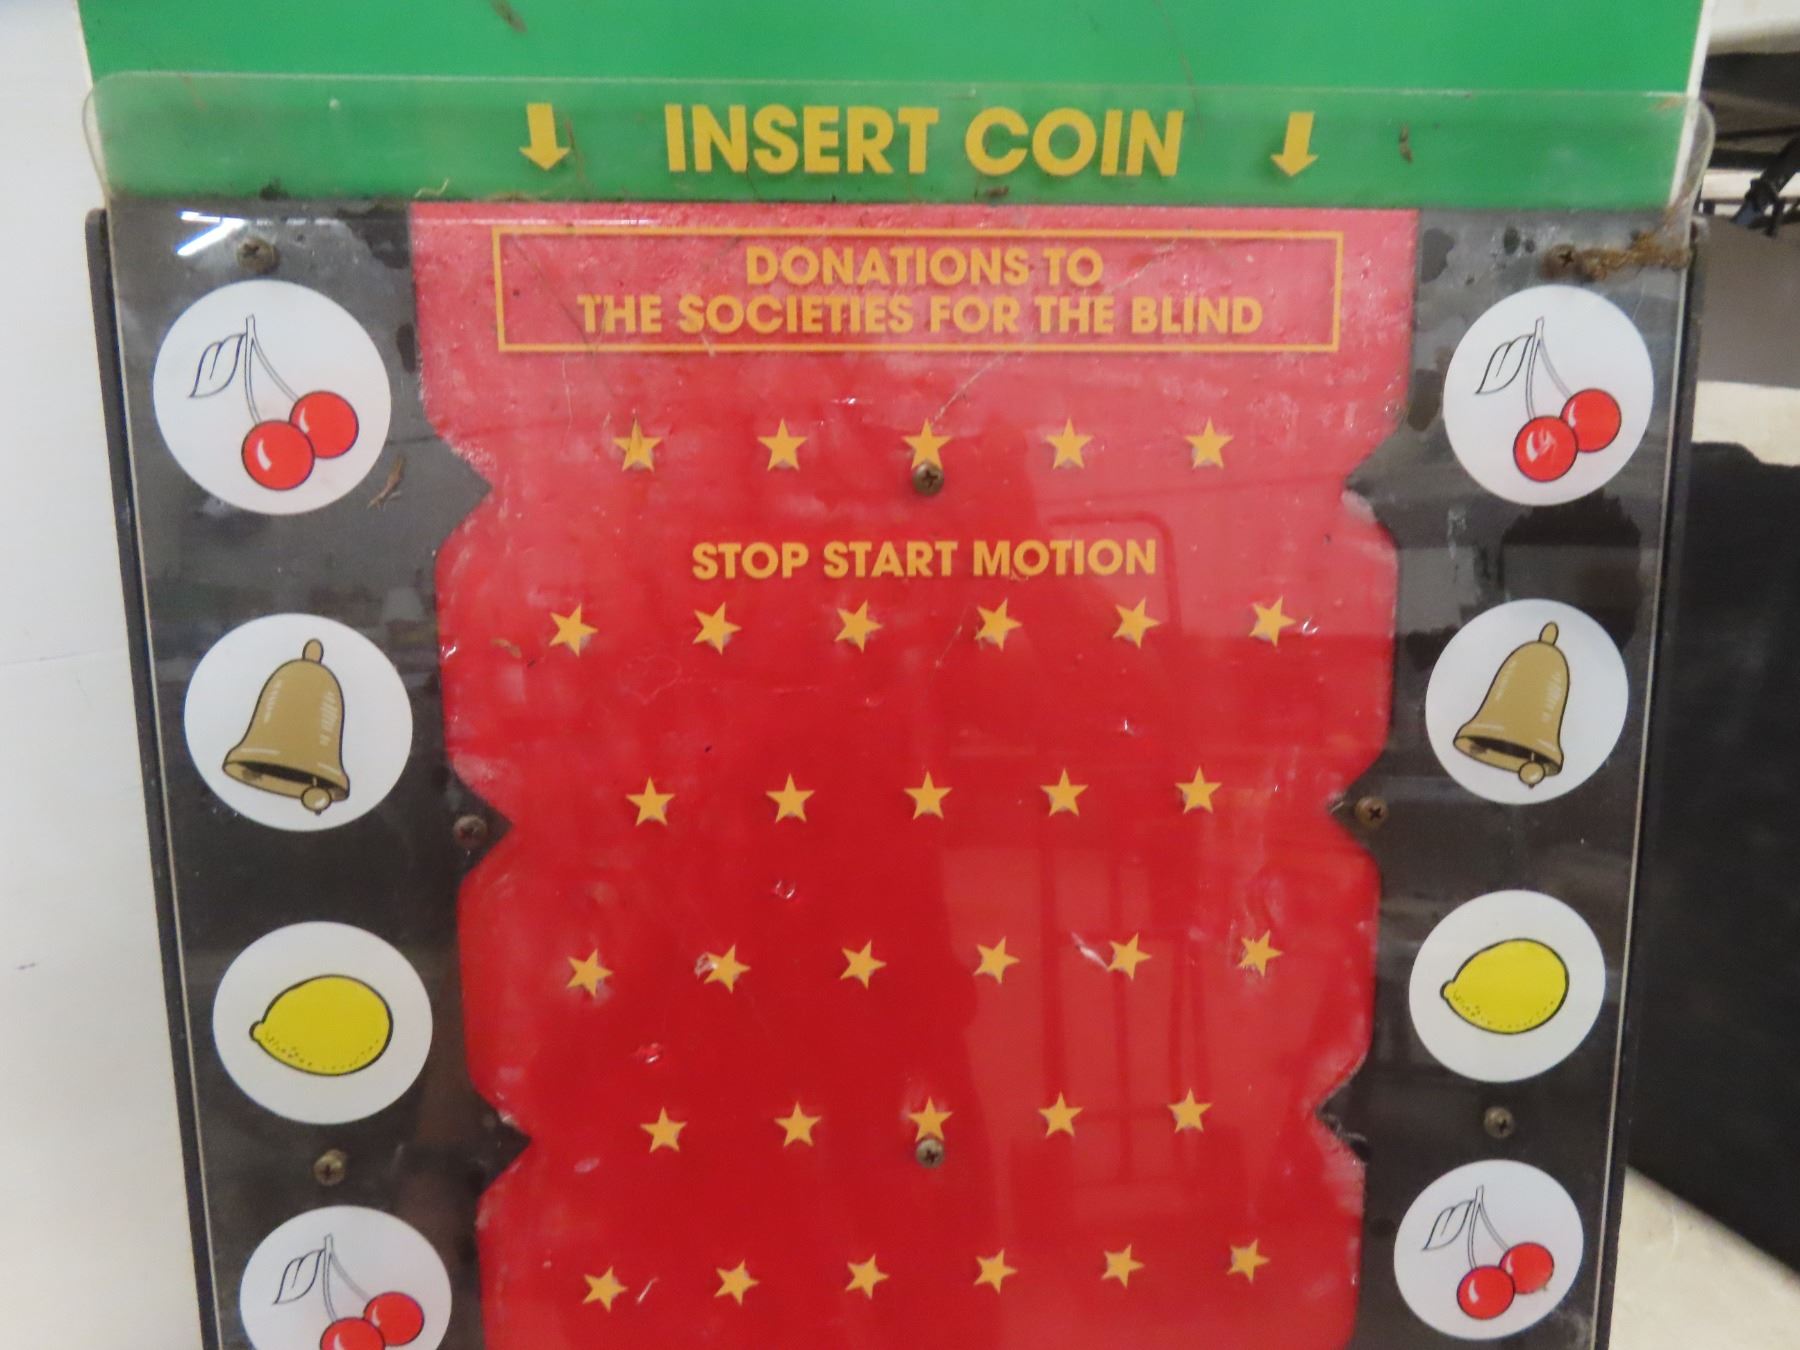 INSERT COIN
DONATIONS TO
THE SOCIETIES FOR THE BLIND
STOP START MOTION